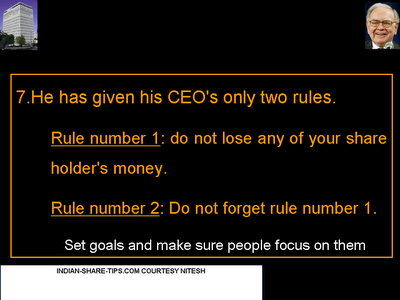 7.He has given his CEO's only two rules.
Rule number 1: do not lose any of your share
holder's money.
Rule number 2: Do not forget rule number 1.
Set goals and make sure people focus on them
INDIAN-SHARE-TIPS.COM COURTESY NITESH